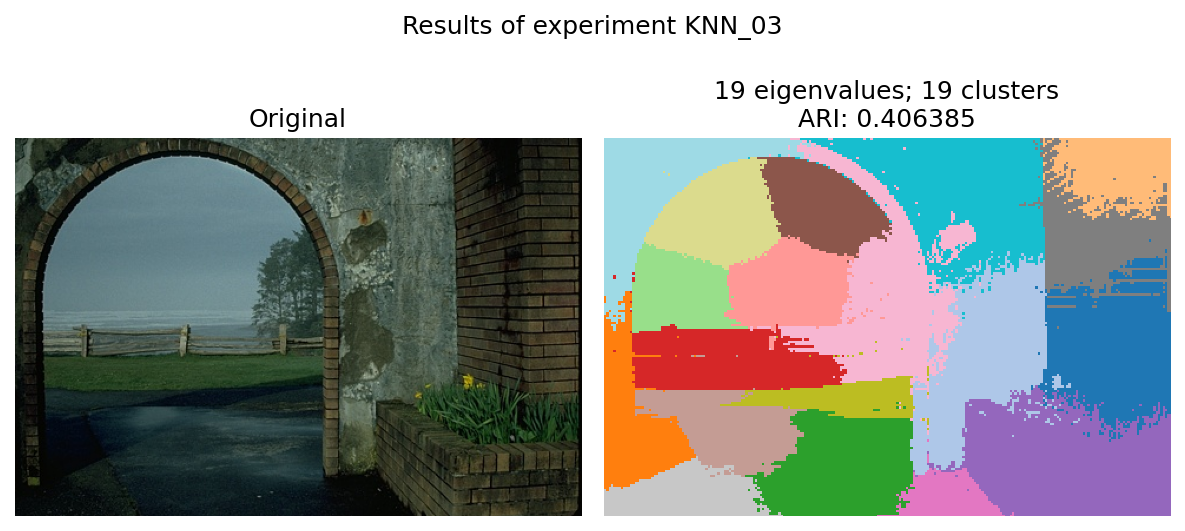 Results of experiment KNN_03
Original
19 eigenvalues; 19 clusters
ARI: 0.406385